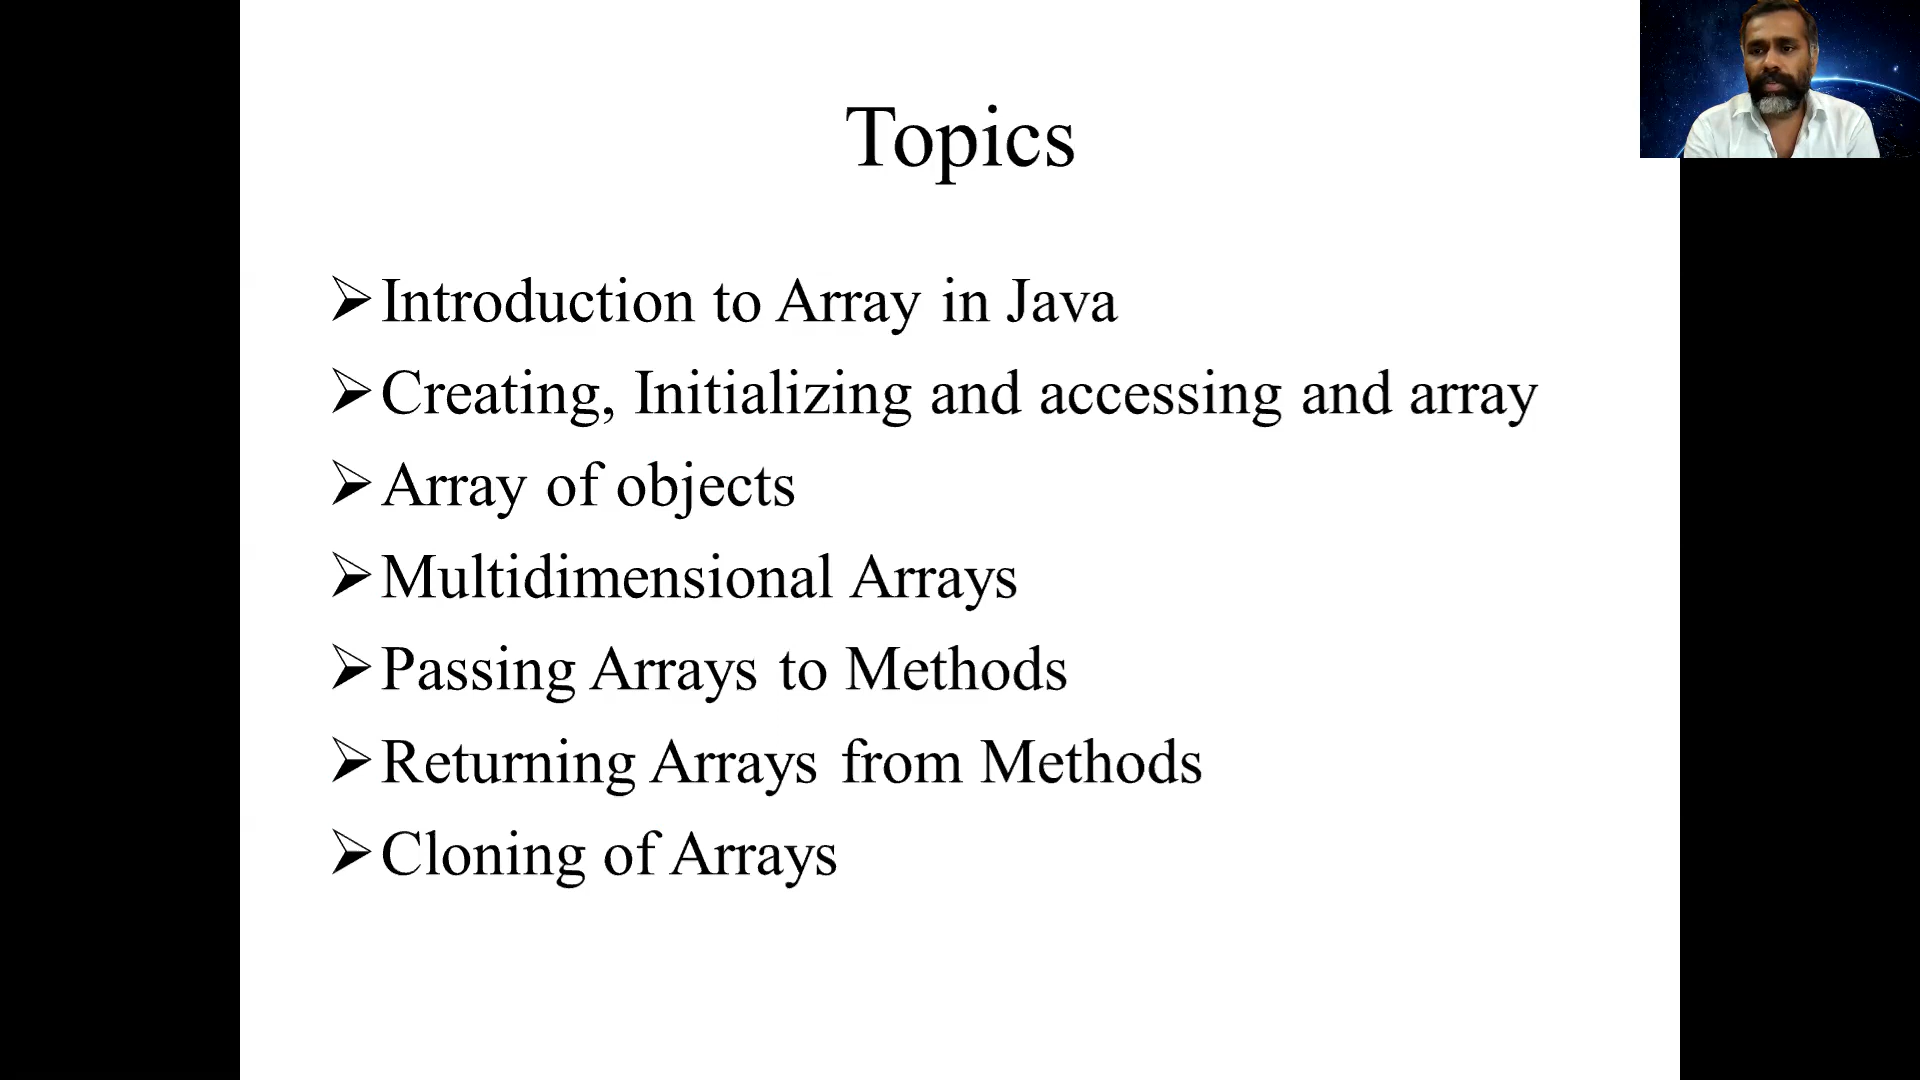 Topics
➢Introduction to Array in Java
➢Creating, Initializing and accessing and array
➢Array of objects
➢Multidimensional Arrays
➢Passing Arrays to Methods
➢Returning Arrays from Methods
➢Cloning of Arrays